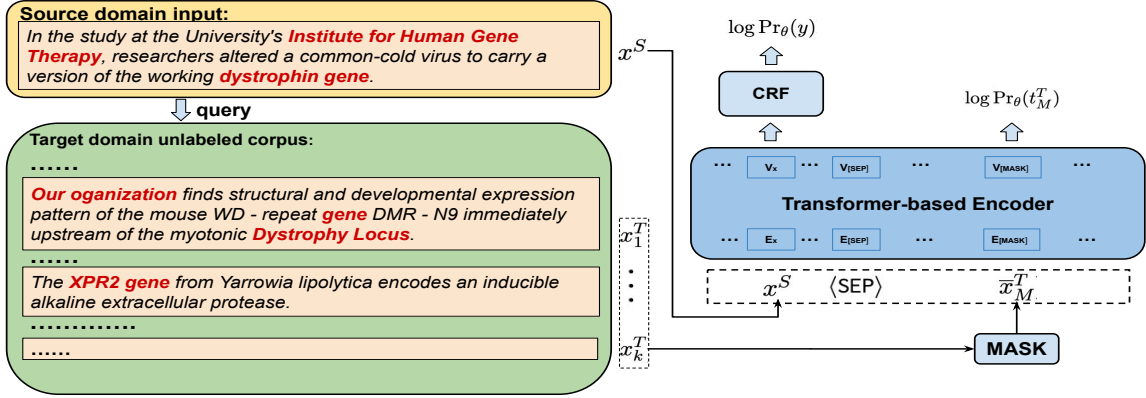 Source domain input:
In the study at the University's Institute for Human Gene
Therapy, researchers altered a common-cold virus to carry a
version of the working dystrophin gene.
query
Target domain unlabeled corpus:
......
Our oganization finds structural and developmental expression
pattern of the mouse WD - repeat gene DMR - N9 immediately
upstream of the myotonic Dystrophy Locus.
......
The XPR2 gene from Yarrowia lipolytica encodes an inducible
alkaline extracellular protease.
.............
......
x^S
x_1^T
⋮
x_k^T
log Pr_θ(y)
CRF
log Pr_θ(t_M^T)
... V_x ... V_[SEP] ... V_[MASK] ...
Transformer-based Encoder
... E_x ... E_[SEP] ... E_[MASK] ...
x^S ⟨SEP⟩ x̅_M^T
MASK